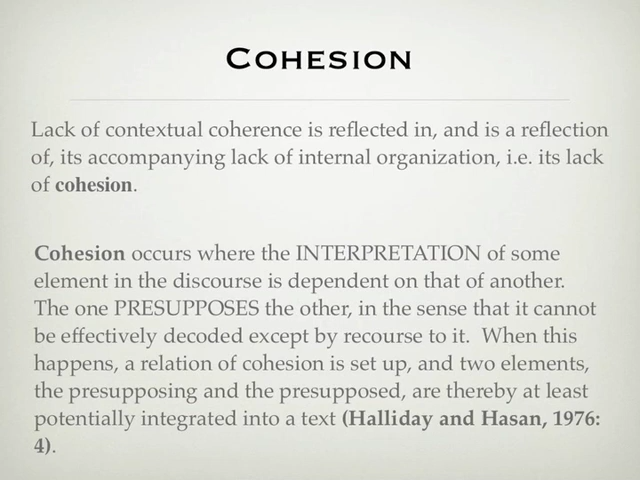 COHESION
Lack of contextual coherence is reflected in, and is a reflection
of, its accompanying lack of internal organization, i.e. its lack
of cohesion.
Cohesion occurs where the INTERPRETATION of some
element in the discourse is dependent on that of another.
The one PRESUPPOSES the other, in the sense that it cannot
be effectively decoded except by recourse to it.  When this
happens, a relation of cohesion is set up, and two elements,
the presupposing and the presupposed, are thereby at least
potentially integrated into a text (Halliday and Hasan, 1976:
4).